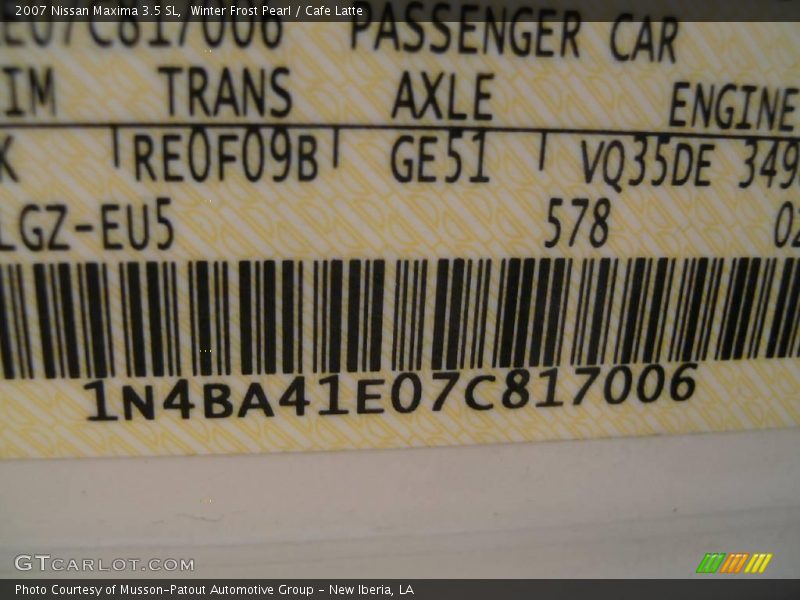 2007 Nissan Maxima 3.5 SL, Winter Frost Pearl / Cafe Latte
E07C817006 PASSENGER CAR
IM TRANS AXLE ENGINE
K RE0F09B GE51 VQ35DE 349
LGZ-EU5 578 02
1N4BA41E07C817006
GTCARLOT.COM
Photo Courtesy of Musson-Patout Automotive Group - New Iberia, LA